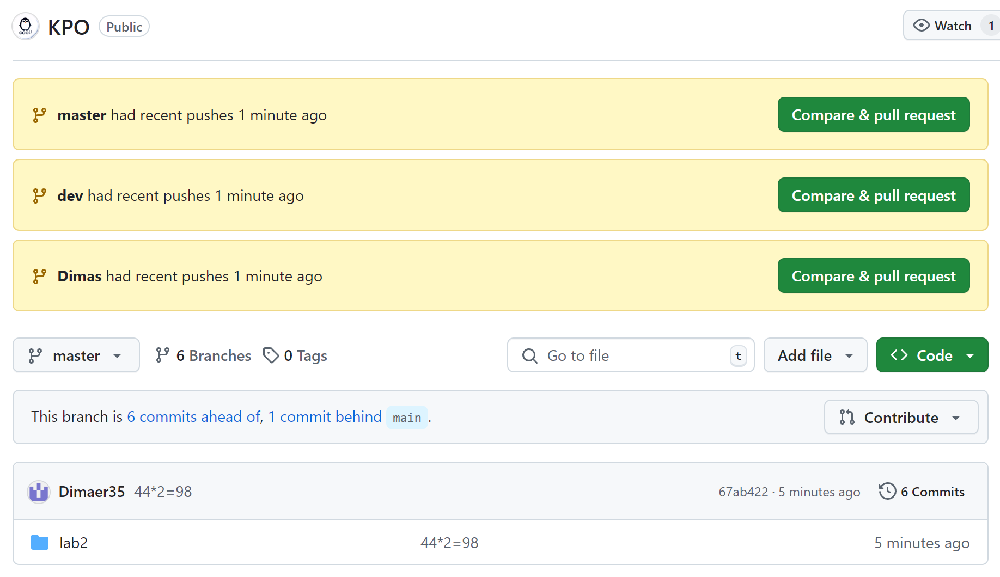 COOL!
KPO Public
Watch 1
master had recent pushes 1 minute ago
Compare & pull request
dev had recent pushes 1 minute ago
Compare & pull request
Dimas had recent pushes 1 minute ago
Compare & pull request
master 6 Branches 0 Tags Go to file t Add file <> Code
This branch is 6 commits ahead of, 1 commit behind main .
Contribute
Dimaer35 44*2=98 67ab422 · 5 minutes ago 6 Commits
lab2 44*2=98 5 minutes ago